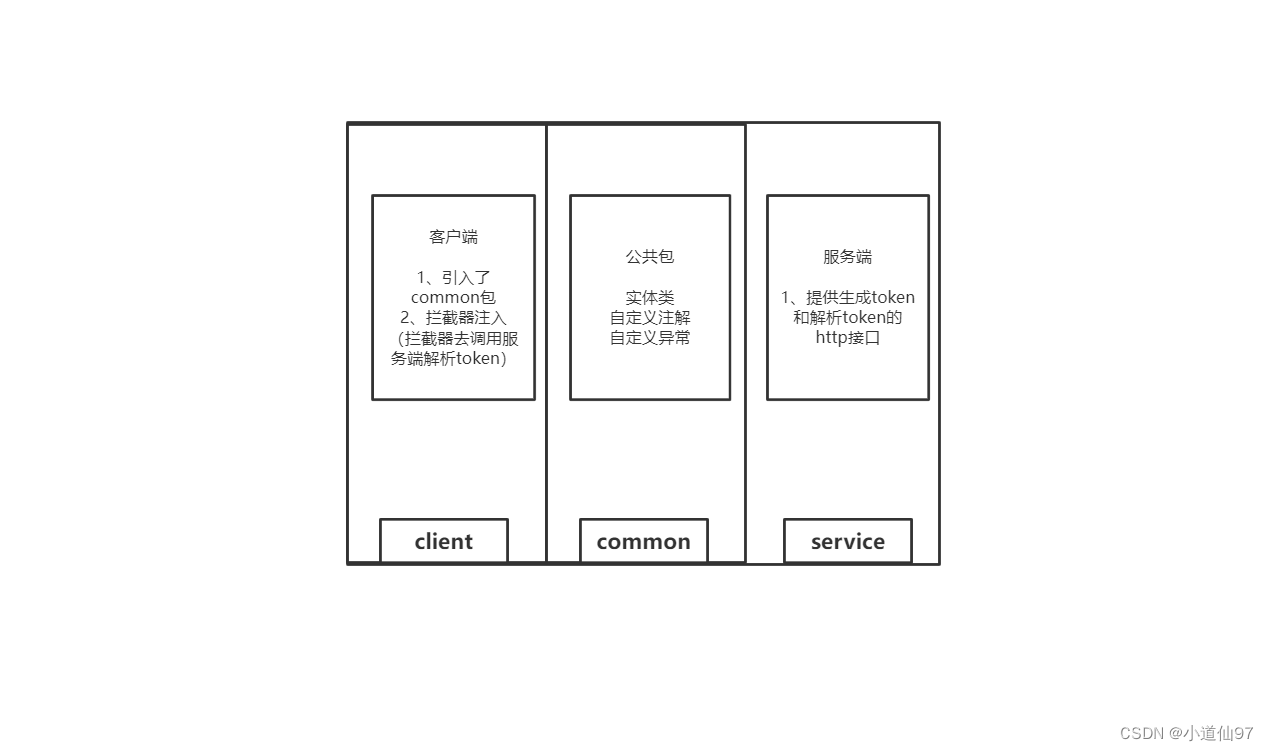 客户端
1、引入了
common包
2、拦截器注入
（拦截器去调用服
务端解析token）
client
公共包
实体类
自定义注解
自定义异常
common
服务端
1、提供生成token
和解析token的
http接口
service
CSDN @小道仙97